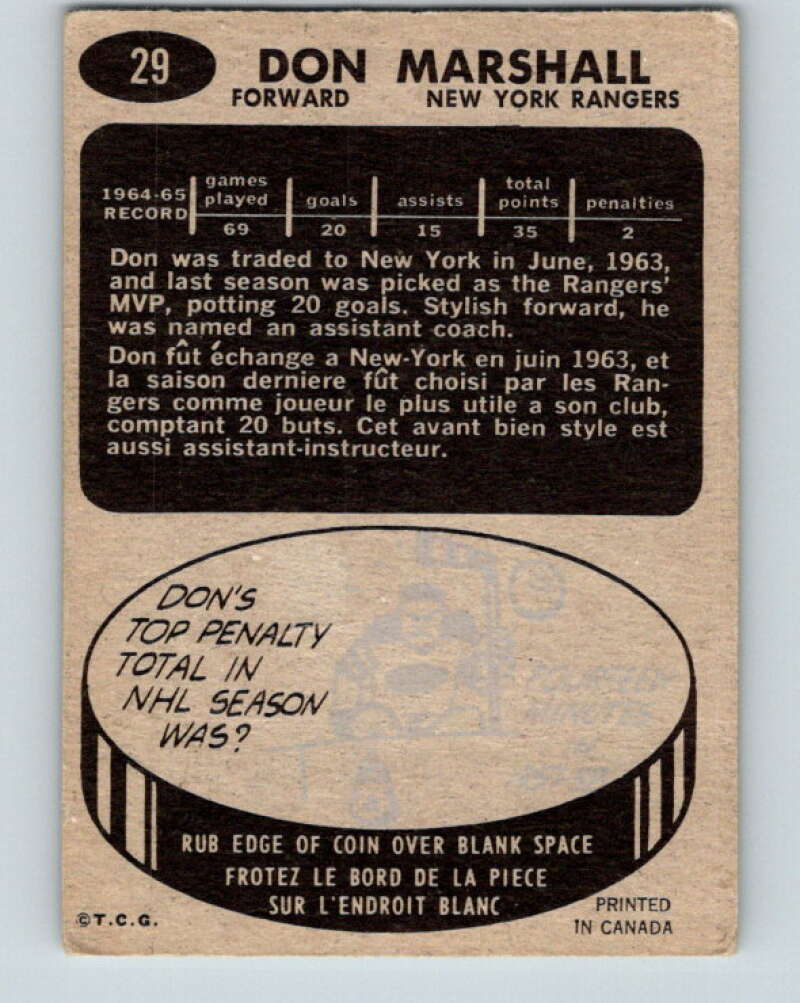 29
DON MARSHALL
FORWARD NEW YORK RANGERS
1964-65 RECORD games played goals assists total points penalties
69 20 15 35 2
Don was traded to New York in June, 1963,
and last season was picked as the Rangers'
MVP, potting 20 goals. Stylish forward, he
was named an assistant coach.
Don fût échange a New-York en juin 1963, et
la saison derniere fût choisi par les Ran-
gers comme joueur le plus utile a son club,
comptant 20 buts. Cet avant bien style est
aussi assistant-instructeur.
DON'S
TOP PENALTY
TOTAL IN
NHL SEASON
WAS?
MINUTES
RUB EDGE OF COIN OVER BLANK SPACE
FROTEZ LE BORD DE LA PIECE
SUR L'ENDROIT BLANC
©T.C.G.
PRINTED
IN CANADA